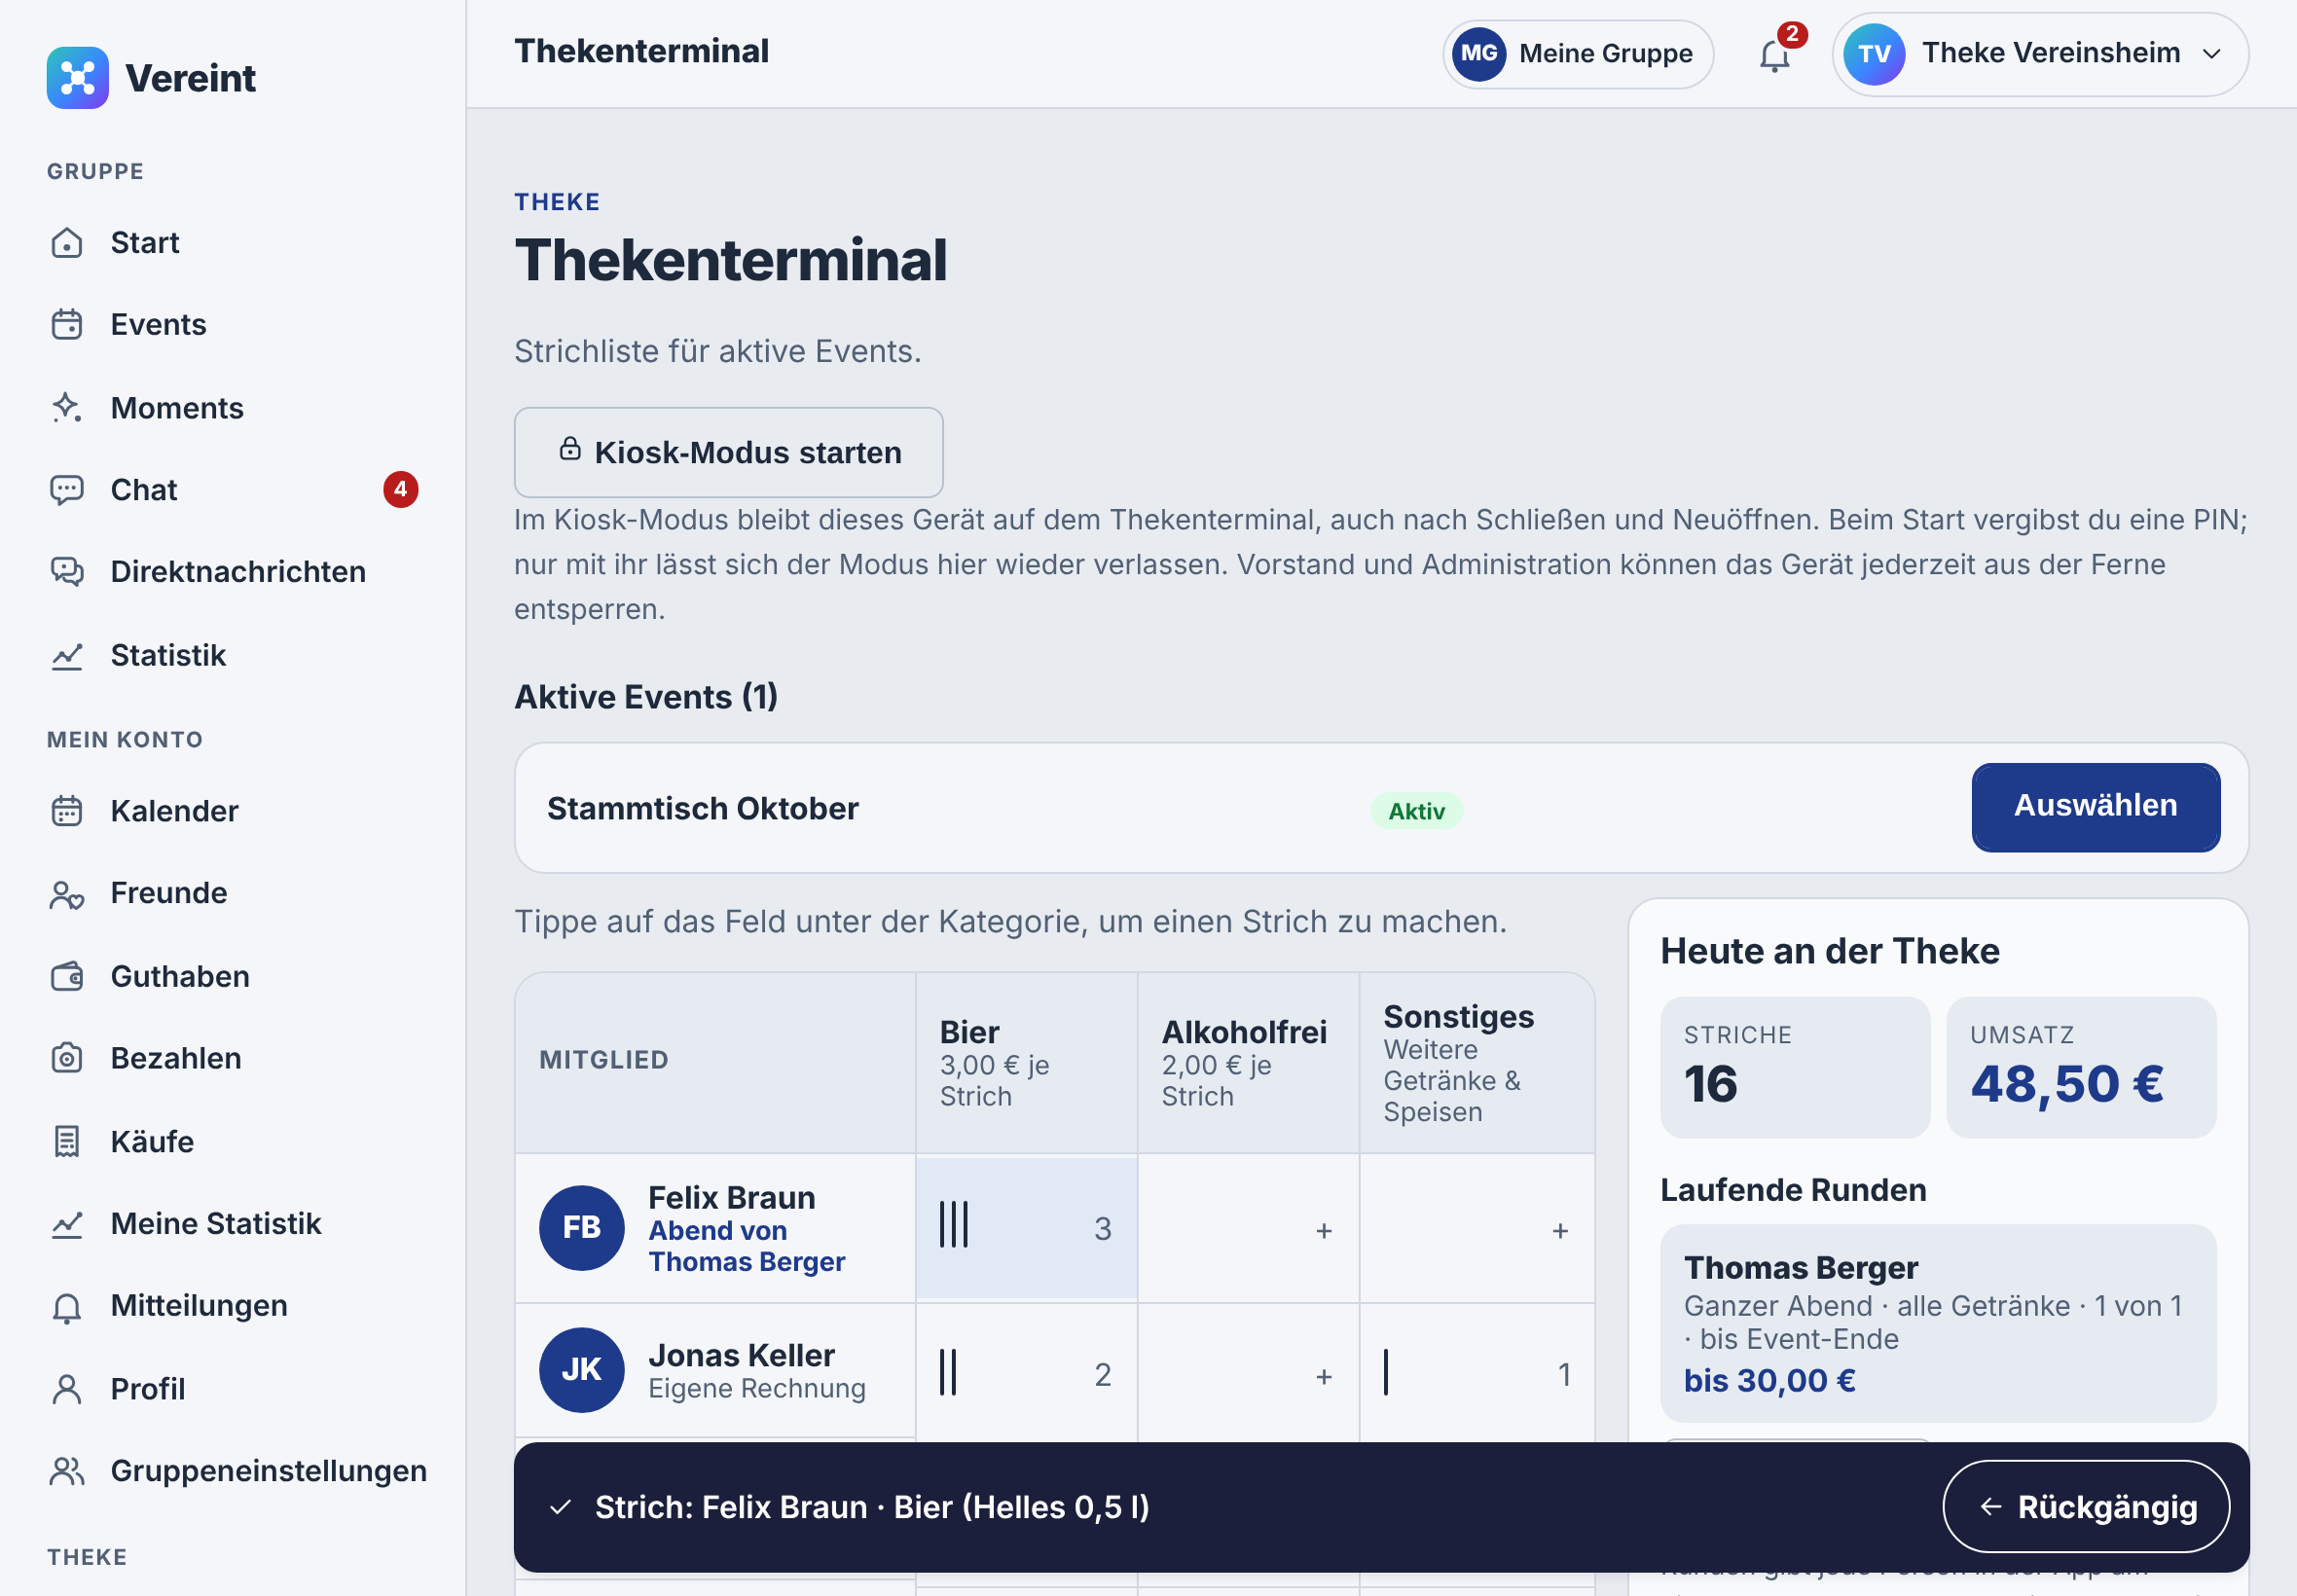 Vereint
GRUPPE
Start
Events
Moments
Chat
4
Direktnachrichten
Statistik
MEIN KONTO
Kalender
Freunde
Guthaben
Bezahlen
Käufe
Meine Statistik
Mitteilungen
Profil
Gruppeneinstellungen
THEKE
Thekenterminal
MG
Meine Gruppe
2
TV
Theke Vereinsheim
THEKE
Thekenterminal
Strichliste für aktive Events.
Kiosk-Modus starten
Im Kiosk-Modus bleibt dieses Gerät auf dem Thekenterminal, auch nach Schließen und Neuöffnen. Beim Start vergibst du eine PIN;
nur mit ihr lässt sich der Modus hier wieder verlassen. Vorstand und Administration können das Gerät jederzeit aus der Ferne
entsperren.
Aktive Events (1)
Stammtisch Oktober
Aktiv
Auswählen
Tippe auf das Feld unter der Kategorie, um einen Strich zu machen.
MITGLIED
Bier
3,00 € je
Strich
Alkoholfrei
2,00 € je
Strich
Sonstiges
Weitere
Getränke &
Speisen
FB
Felix Braun
Abend von
Thomas Berger
3
+
+
JK
Jonas Keller
Eigene Rechnung
2
+
1
Heute an der Theke
STRICHE
16
UMSATZ
48,50 €
Laufende Runden
Thomas Berger
Ganzer Abend · alle Getränke · 1 von 1
· bis Event-Ende
bis 30,00 €
Strich: Felix Braun · Bier (Helles 0,5 l)
Rückgängig